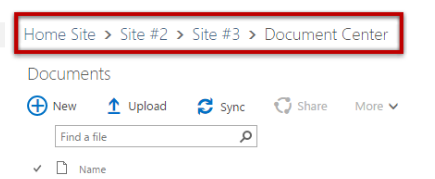 Home Site > Site #2 > Site #3 > Document Center
Documents
New Upload Sync Share More
Find a file
Name